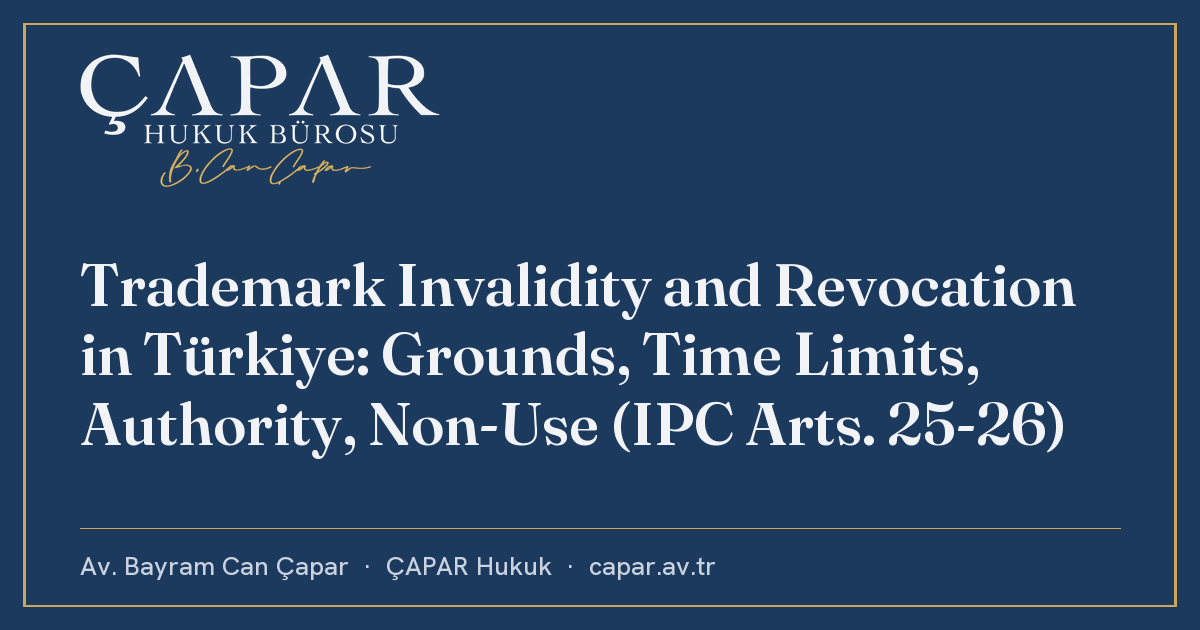 ÇAPAR
HUKUK BÜROSU
B.Can Çapar
Trademark Invalidity and Revocation
in Türkiye: Grounds, Time Limits,
Authority, Non-Use (IPC Arts. 25-26)
Av. Bayram Can Çapar · ÇAPAR Hukuk · capar.av.tr